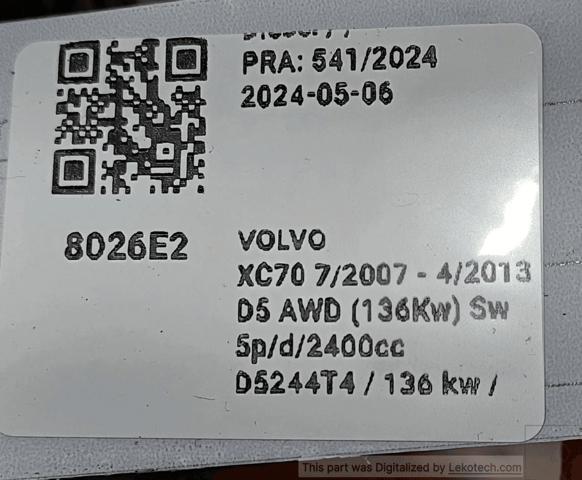 PRA: 541/2024
2024-05-06
8026E2
VOLVO
XC70 7/2007 - 4/2013
D5 AWD (136Kw) Sw
5p/d/2400cc
D5244T4 / 136 kw /
This part was Digitalized by Lekotech.com